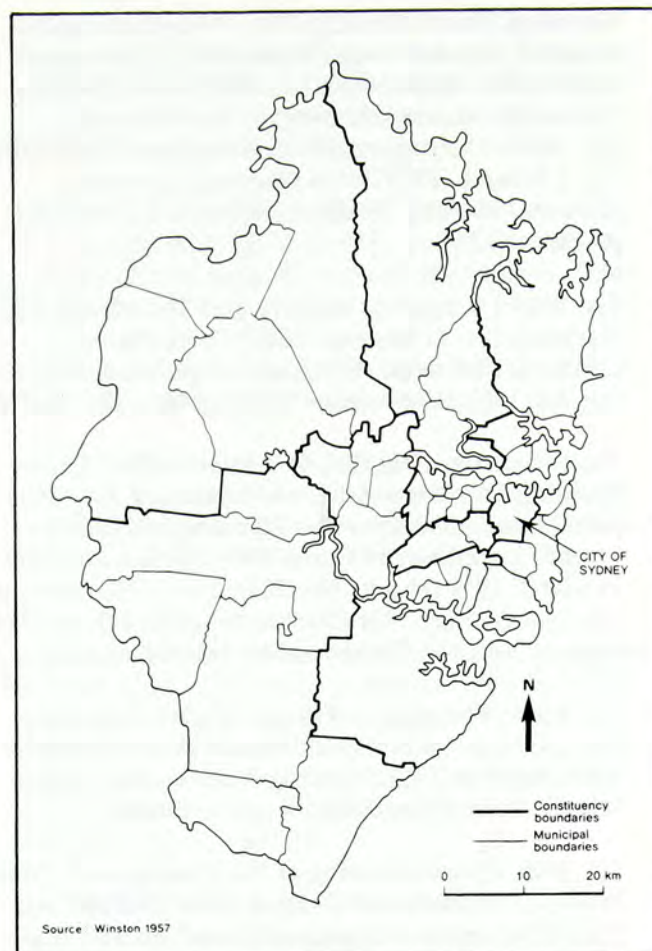 CITY OF
SYDNEY
N
Constituency
boundaries
Municipal
boundaries
0 10 20 km
Source : Winston 1957